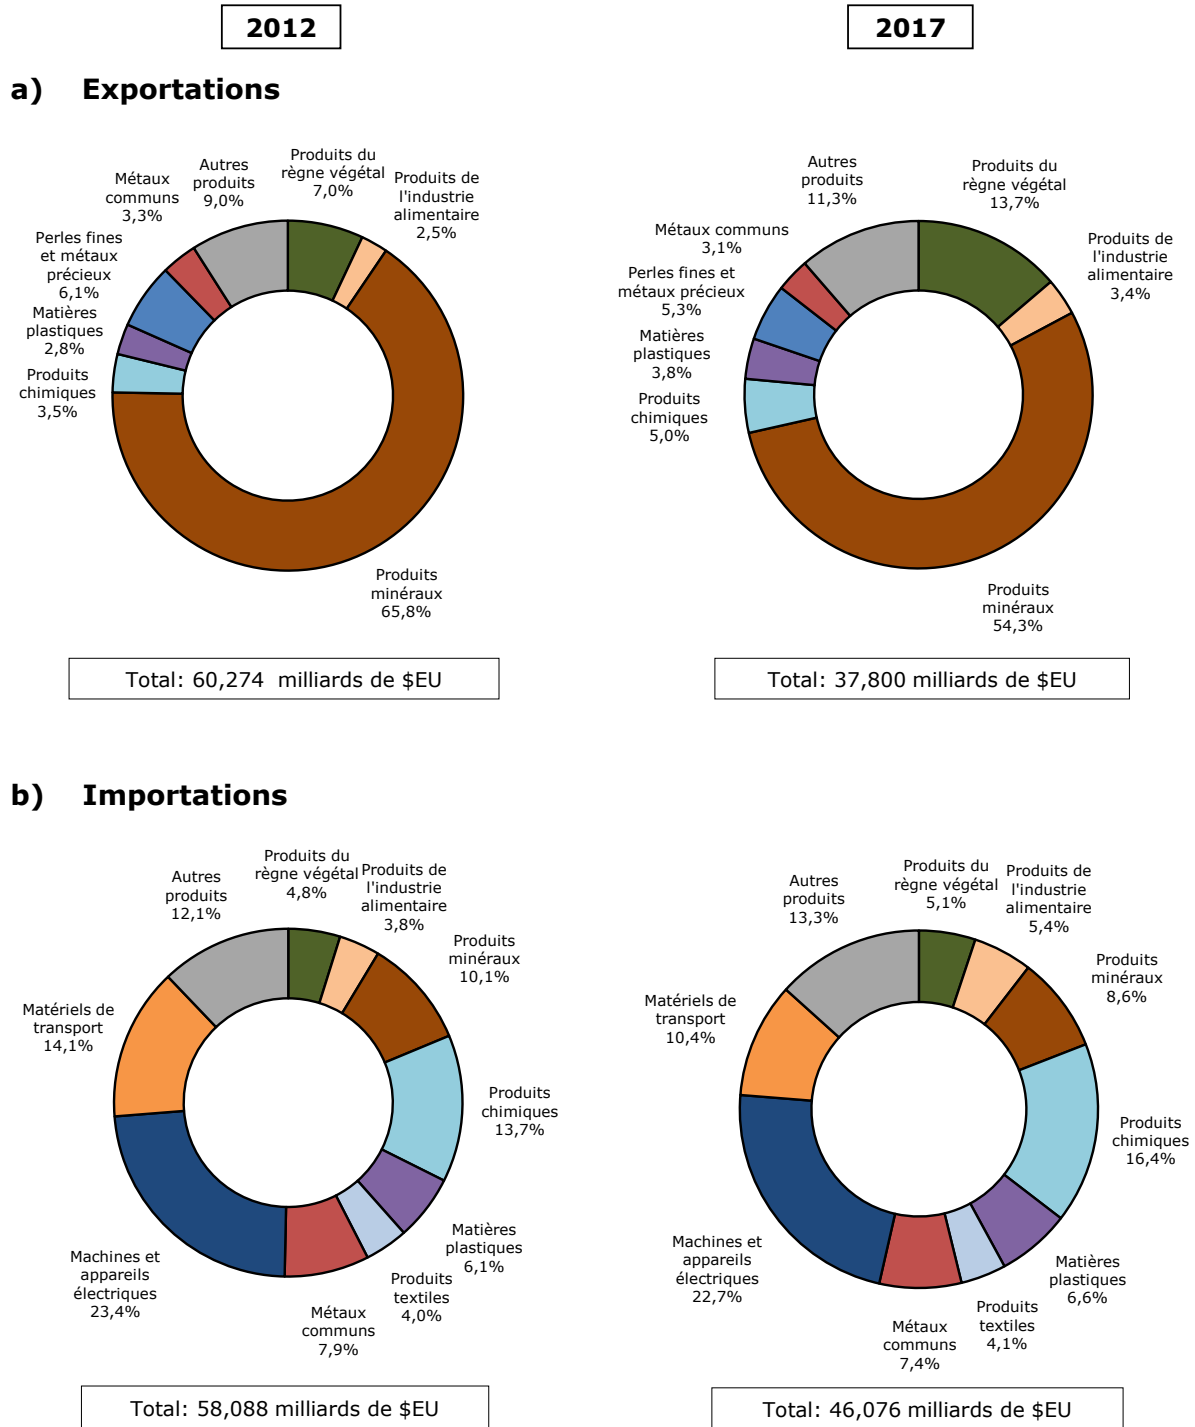 2012
2017
a) Exportations
Produits du
règne végétal
7,0%
Produits de
l'industrie
alimentaire
2,5%
Produits
minéraux
65,8%
Produits
chimiques
3,5%
Matières
plastiques
2,8%
Perles fines
et métaux
précieux
6,1%
Métaux
communs
3,3%
Autres
produits
9,0%
Total: 60,274 milliards de $EU
Produits du
règne végétal
13,7%
Produits de
l'industrie
alimentaire
3,4%
Produits
minéraux
54,3%
Produits
chimiques
5,0%
Matières
plastiques
3,8%
Perles fines et
métaux précieux
5,3%
Métaux communs
3,1%
Autres
produits
11,3%
Total: 37,800 milliards de $EU
b) Importations
Produits du
règne végétal
4,8%
Produits de
l'industrie
alimentaire
3,8%
Produits
minéraux
10,1%
Produits
chimiques
13,7%
Matières
plastiques
6,1%
Produits
textiles
4,0%
Métaux
communs
7,9%
Machines et
appareils
électriques
23,4%
Matériels de
transport
14,1%
Autres
produits
12,1%
Total: 58,088 milliards de $EU
Produits du
règne végétal
5,1%
Produits de
l'industrie
alimentaire
5,4%
Produits
minéraux
8,6%
Produits
chimiques
16,4%
Matières
plastiques
6,6%
Produits
textiles
4,1%
Métaux
communs
7,4%
Machines et
appareils
électriques
22,7%
Matériels de
transport
10,4%
Autres
produits
13,3%
Total: 46,076 milliards de $EU